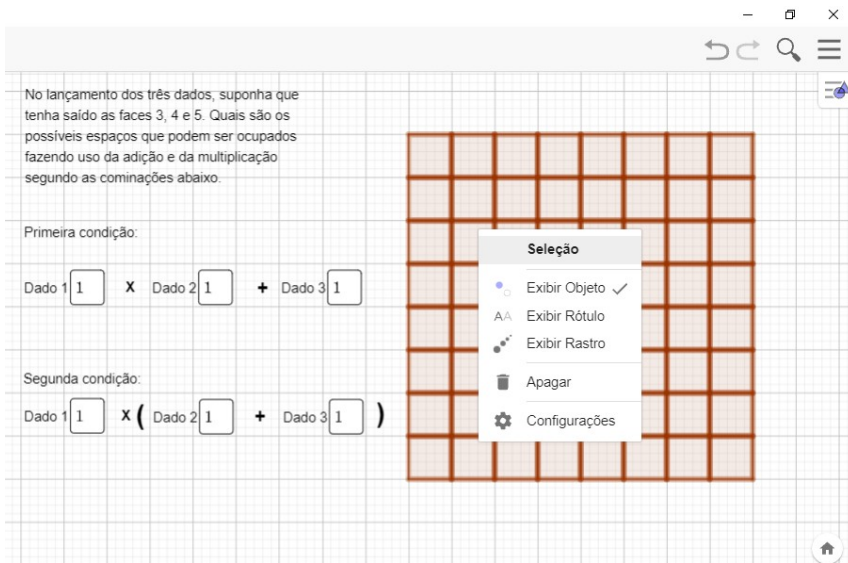 No lançamento dos três dados, suponha que
tenha saído as faces 3, 4 e 5. Quais são os
possíveis espaços que podem ser ocupados
fazendo uso da adição e da multiplicação
segundo as cominações abaixo.
Primeira condição:
Dado 1 1 x Dado 2 1 + Dado 3 1
Segunda condição:
Dado 1 1 x ( Dado 2 1 + Dado 3 1 )
Seleção
Exibir Objeto
AA Exibir Rótulo
Exibir Rastro
Apagar
Configurações